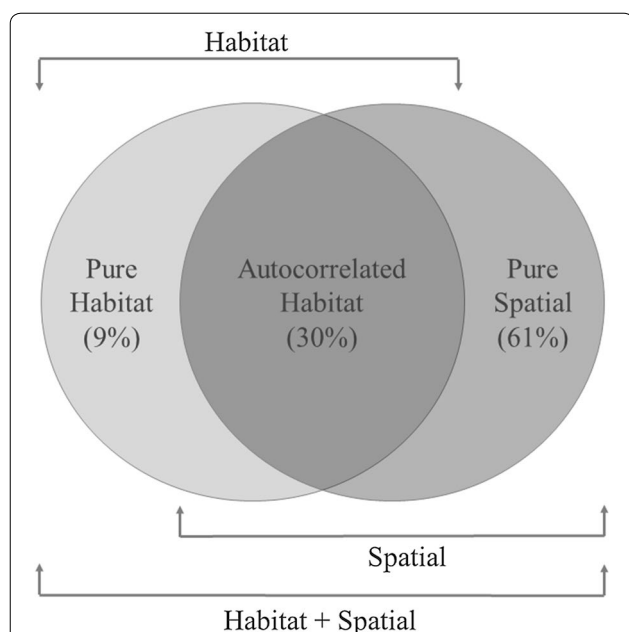 Habitat
Pure
Habitat
(9%)
Autocorrelated
Habitat
(30%)
Pure
Spatial
(61%)
Spatial
Habitat + Spatial